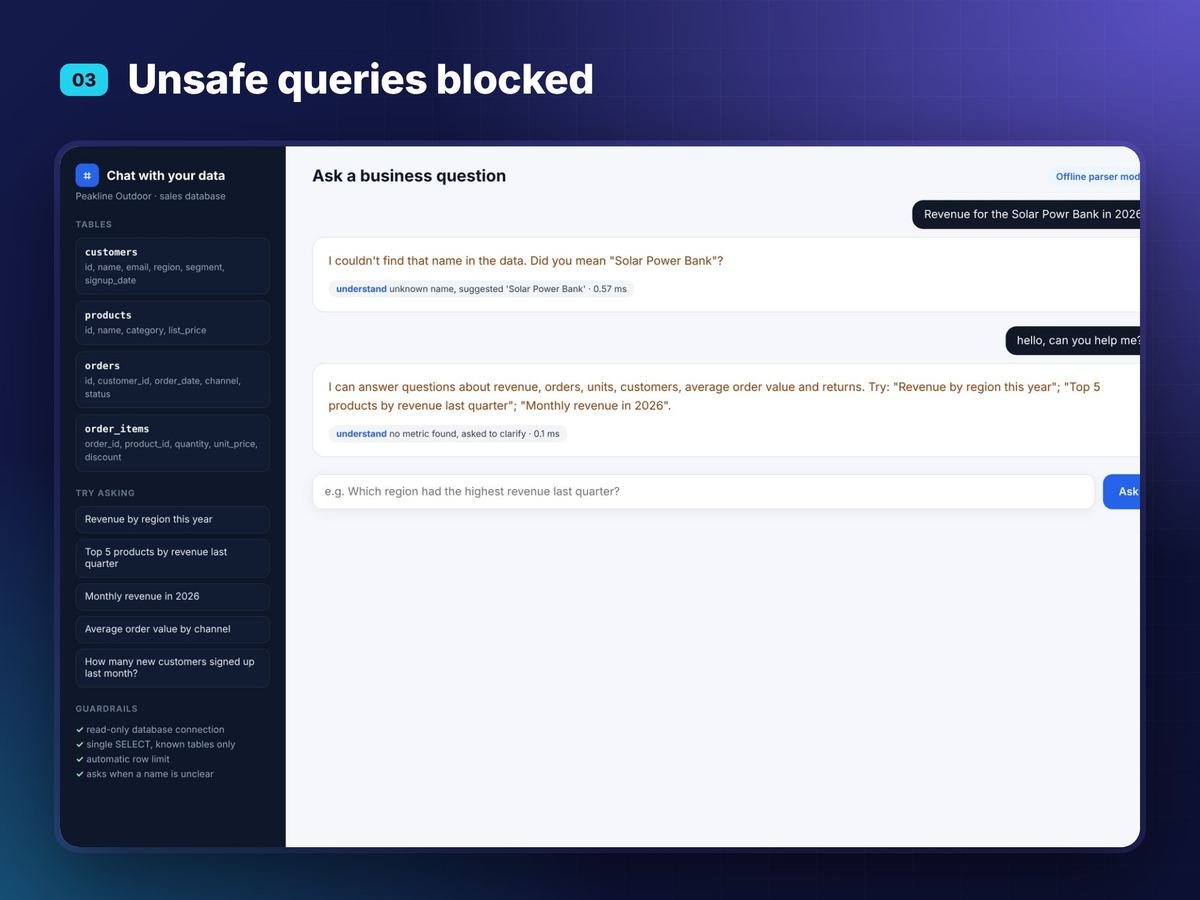 03 Unsafe queries blocked
Chat with your data
Peakline Outdoor · sales database
TABLES
customers
id, name, email, region, segment,
signup_date
products
id, name, category, list_price
orders
id, customer_id, order_date, channel,
status
order_items
order_id, product_id, quantity, unit_price,
discount
TRY ASKING
Revenue by region this year
Top 5 products by revenue last
quarter
Monthly revenue in 2026
Average order value by channel
How many new customers signed up
last month?
GUARDRAILS
✓ read-only database connection
✓ single SELECT, known tables only
✓ automatic row limit
✓ asks when a name is unclear
Ask a business question
Offline parser mod
Revenue for the Solar Powr Bank in 2026
I couldn't find that name in the data. Did you mean "Solar Power Bank"?
understand unknown name, suggested 'Solar Power Bank' · 0.57 ms
hello, can you help me?
I can answer questions about revenue, orders, units, customers, average order value and returns. Try: "Revenue by region this year"; "Top 5
products by revenue last quarter"; "Monthly revenue in 2026".
understand no metric found, asked to clarify · 0.1 ms
e.g. Which region had the highest revenue last quarter?
Ask